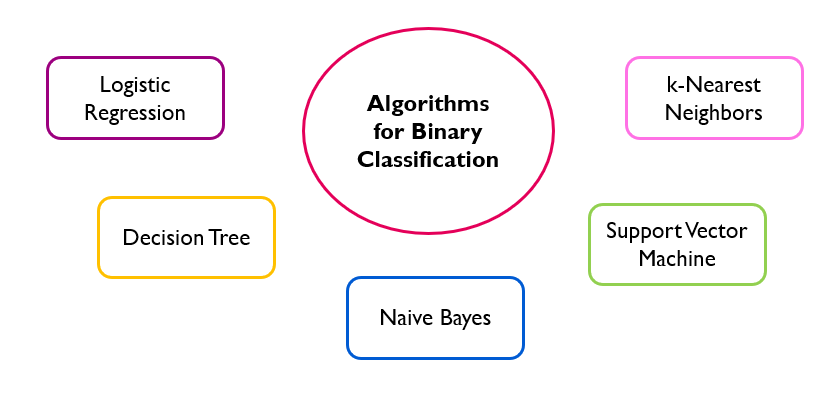 Logistic
Regression
Algorithms
for Binary
Classification
k-Nearest
Neighbors
Decision Tree
Support Vector
Machine
Naive Bayes